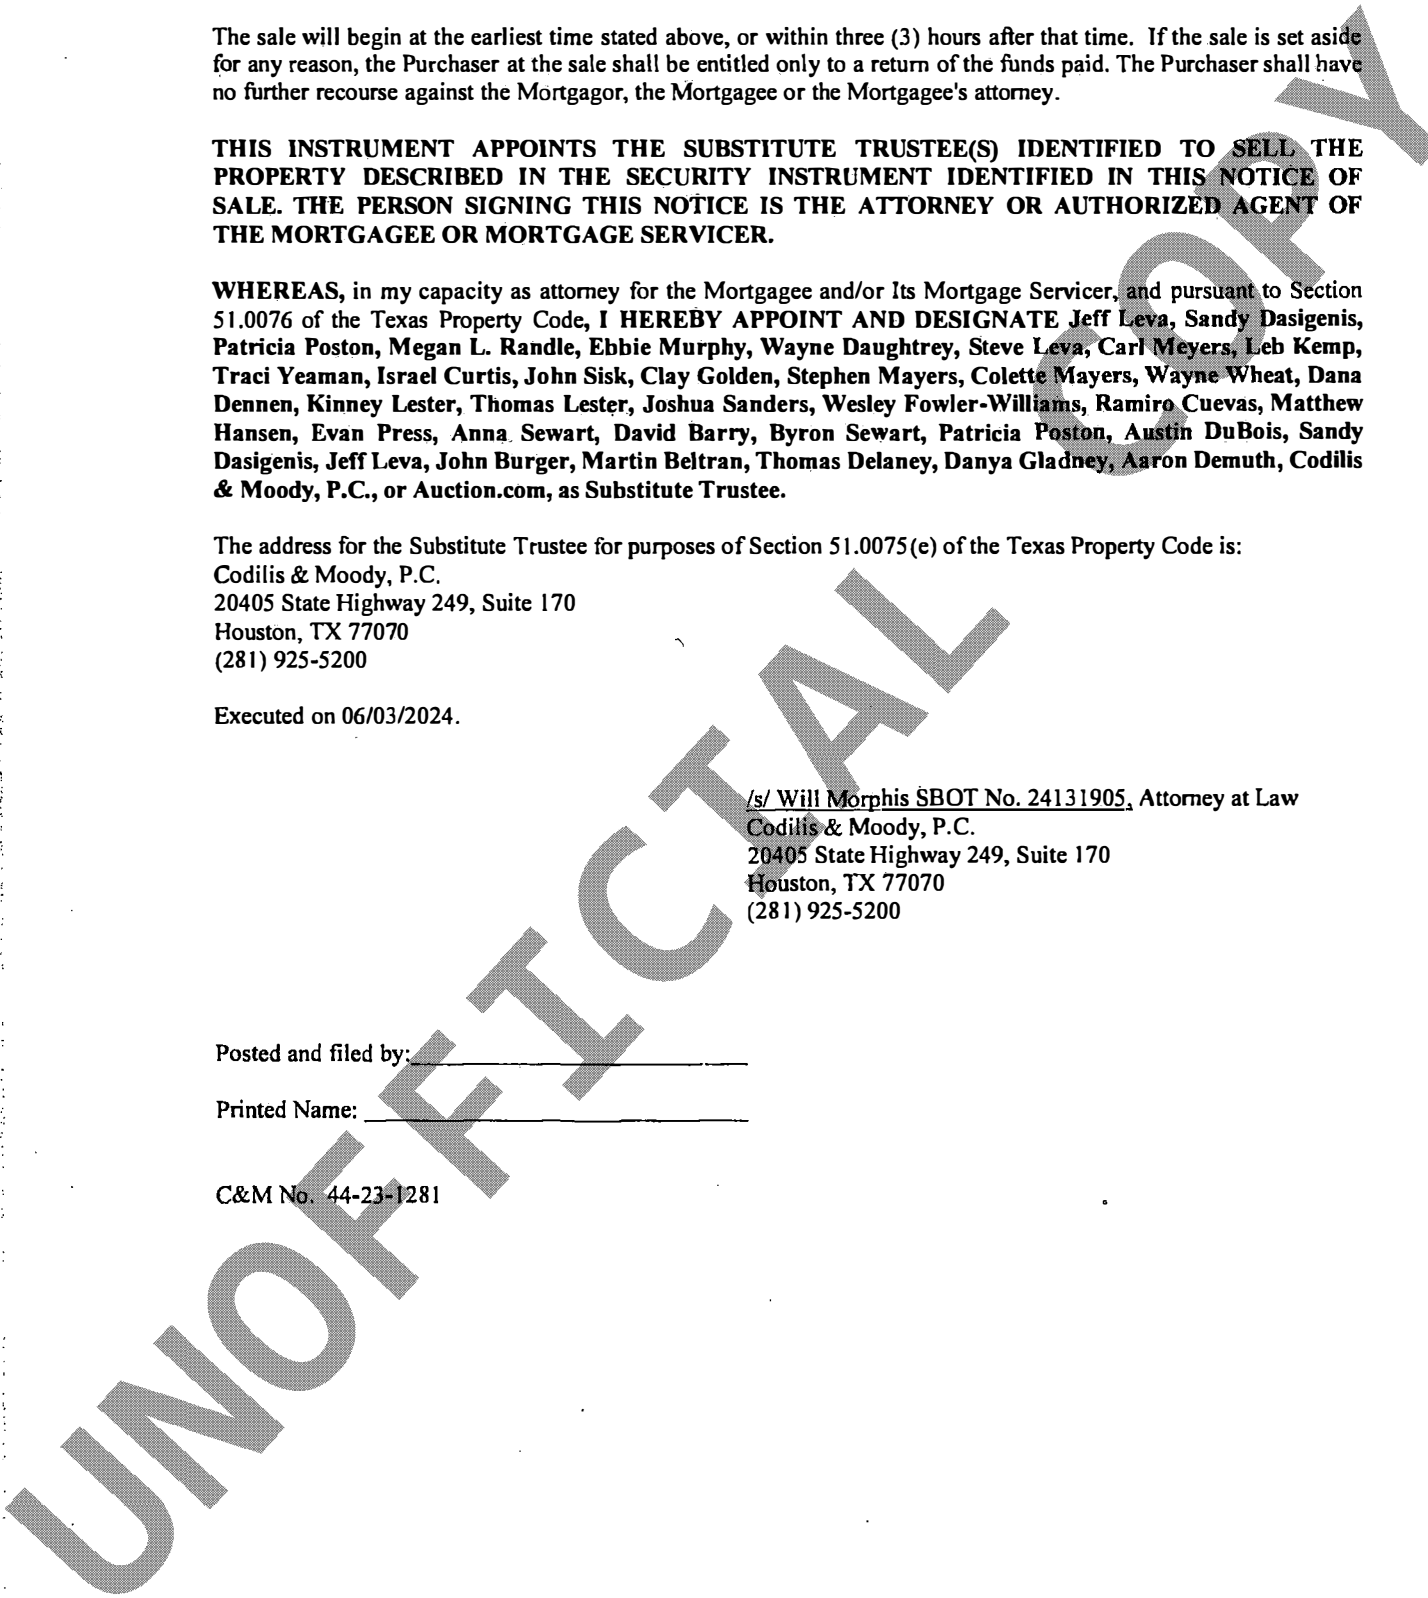 The sale will begin at the earliest time stated above, or within three (3) hours after that time. If the sale is set aside
for any reason, the Purchaser at the sale shall be entitled only to a return of the funds paid. The Purchaser shall have
no further recourse against the Mortgagor, the Mortgagee or the Mortgagee's attorney.
THIS INSTRUMENT APPOINTS THE SUBSTITUTE TRUSTEE(S) IDENTIFIED TO SELL THE
PROPERTY DESCRIBED IN THE SECURITY INSTRUMENT IDENTIFIED IN THIS NOTICE OF
SALE. THE PERSON SIGNING THIS NOTICE IS THE ATTORNEY OR AUTHORIZED AGENT OF
THE MORTGAGEE OR MORTGAGE SERVICER.
WHEREAS, in my capacity as attorney for the Mortgagee and/or Its Mortgage Servicer, and pursuant to Section
51.0076 of the Texas Property Code, I HEREBY APPOINT AND DESIGNATE Jeff Leva, Sandy Dasigenis,
Patricia Poston, Megan L. Randle, Ebbie Murphy, Wayne Daughtrey, Steve Leva, Carl Meyers, Leb Kemp,
Traci Yeaman, Israel Curtis, John Sisk, Clay Golden, Stephen Mayers, Colette Mayers, Wayne Wheat, Dana
Dennen, Kinney Lester, Thomas Lester, Joshua Sanders, Wesley Fowler-Williams, Ramiro Cuevas, Matthew
Hansen, Evan Press, Anna Sewart, David Barry, Byron Sewart, Patricia Poston, Austin DuBois, Sandy
Dasigenis, Jeff Leva, John Burger, Martin Beltran, Thomas Delaney, Danya Gladney, Aaron Demuth, Codilis
& Moody, P.C., or Auction.com, as Substitute Trustee.
The address for the Substitute Trustee for purposes of Section 51.0075(e) of the Texas Property Code is:
Codilis & Moody, P.C.
20405 State Highway 249, Suite 170
Houston, TX 77070
(281) 925-5200
Executed on 06/03/2024.
/s/ Will Morphis SBOT No. 24131905, Attorney at Law
Codilis & Moody, P.C.
20405 State Highway 249, Suite 170
Houston, TX 77070
(281) 925-5200
Posted and filed by:
Printed Name:
C&M No. 44-23-1281
UNOFFICIAL COPY